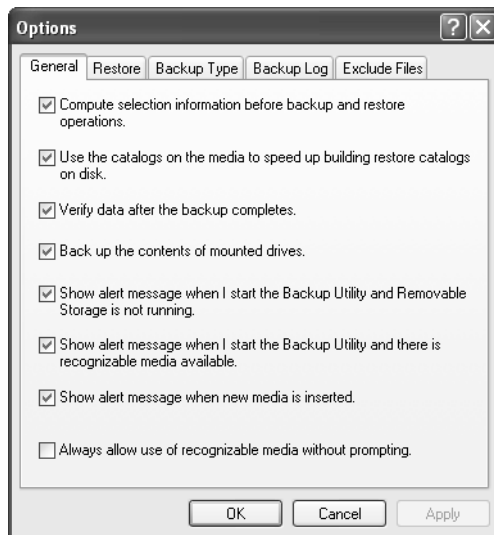 Options
General Restore Backup Type Backup Log Exclude Files
Compute selection information before backup and restore
operations.
Use the catalogs on the media to speed up building restore catalogs
on disk.
Verify data after the backup completes.
Back up the contents of mounted drives.
Show alert message when I start the Backup Utility and Removable
Storage is not running.
Show alert message when I start the Backup Utility and there is
recognizable media available.
Show alert message when new media is inserted.
Always allow use of recognizable media without prompting.
OK Cancel Apply